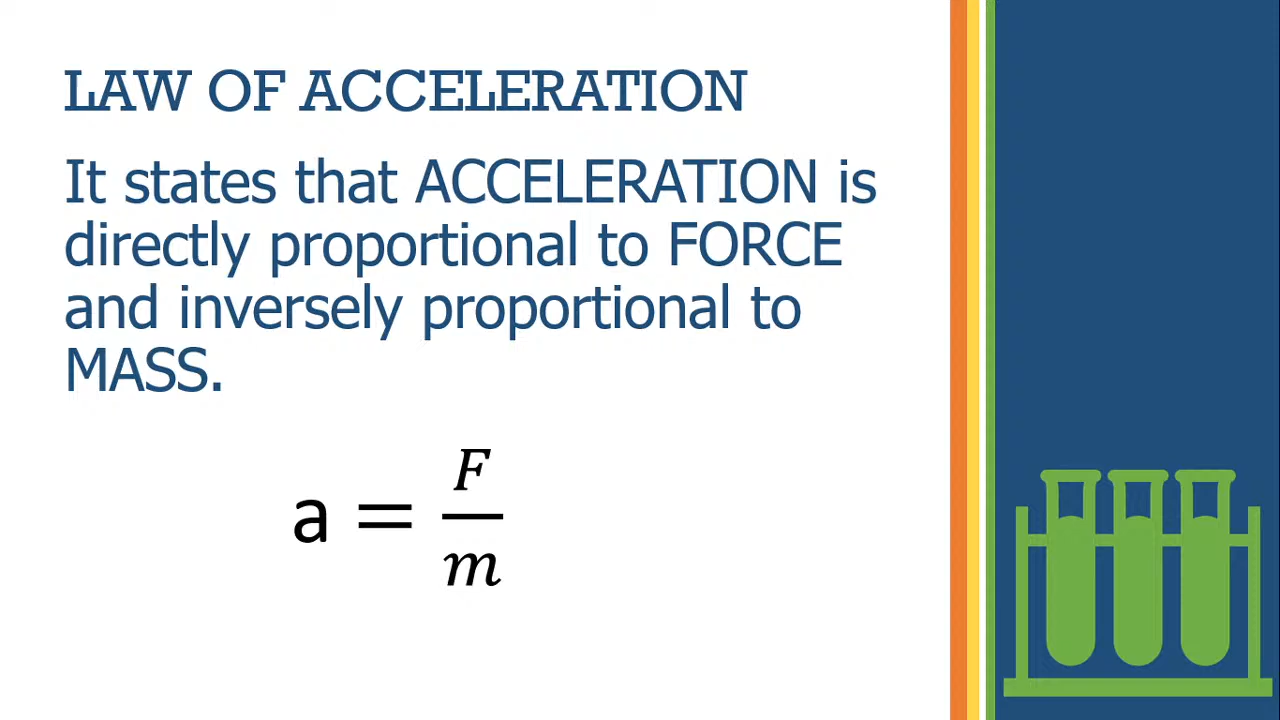 LAW OF ACCELERATION
It states that ACCELERATION is
directly proportional to FORCE
and inversely proportional to
MASS.
a = F/m